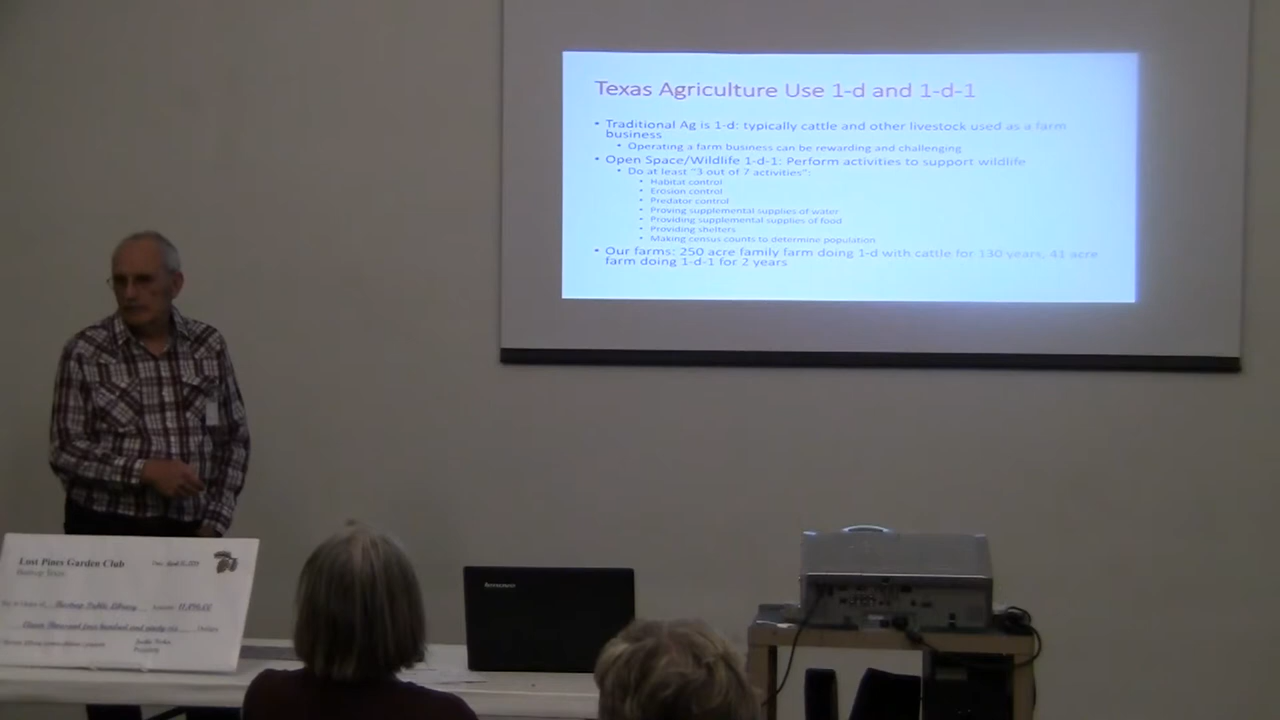 Texas Agriculture Use 1-d and 1-d-1
• Traditional Ag is 1-d: typically cattle and other livestock used as a farm
business
• Operating a farm business can be rewarding and challenging
• Open Space/Wildlife 1-d-1: Perform activities to support wildlife
• Do at least "3 out of 7 activities":
• Habitat control
• Erosion control
• Predator control
• Proving supplemental supplies of water
• Providing supplemental supplies of food
• Providing shelters
• Making census counts to determine population
• Our farms: 250 acre family farm doing 1-d with cattle for 130 years, 41 acre
farm doing 1-d-1 for 2 years
Lost Pines Garden Club
Bastrop Public Library
Dollars
lenovo